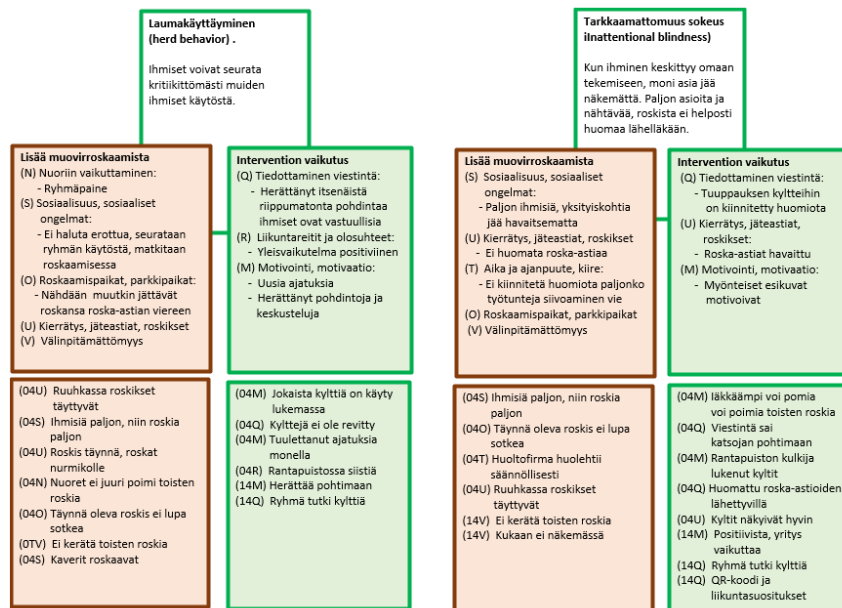 Laumakäyttäyminen
(herd behavior) .
Ihmiset voivat seurata
kritiikittömästi muiden
ihmiset käytöstä.
Lisää muovirroskaamista
(N) Nuoriin vaikuttaminen:
- Ryhmäpaine
(S) Sosiaalisuus, sosiaaliset
ongelmat:
- Ei haluta erottua, seurataan
ryhmän käytöstä, matkitaan
roskaamisessa
(O) Roskaamispaikat, parkkipaikat:
- Nähdään muutkin jättävät
roskansa roska-astian viereen
(U) Kierrätys, jäteastiat, roskikset
(V) Välinpitämättömyys
Intervention vaikutus
(Q) Tiedottaminen viestintä:
- Herättänyt itsenäistä
riippumatonta pohdintaa
ihmiset ovat vastuullisia
(R) Liikuntareitit ja olosuhteet:
- Yleisvaikutelma positiivinen
(M) Motivointi, motivaatio:
- Uusia ajatuksia
- Herättänyt pohdintoja ja
keskusteluja
(04U) Ruuhkassa roskikset
täyttyvät
(04S) Ihmisiä paljon, niin roskia
paljon
(04U) Roskis täynnä, roskat
nurmikolle
(04N) Nuoret ei juuri poimi toisten
roskia
(04O) Täynnä oleva roskis ei lupa
sotkea
(0TV) Ei kerätä toisten roskia
(04S) Kaverit roskaavat
(04M) Jokaista kylttiä on käyty
lukemassa
(04Q) Kylttejä ei ole revitty
(04M) Tuulettanut ajatuksia
monella
(04R) Rantapuistossa siistiä
(14M) Herättää pohtimaan
(14Q) Ryhmä tutki kylttiä
Tarkkaamattomuus sokeus
iInattentional blindness)
Kun ihminen keskittyy omaan
tekemiseen, moni asia jää
näkemättä. Paljon asioita ja
nähtävää, roskista ei helposti
huomaa lähelläkään.
Lisää muovirroskaamista
(S) Sosiaalisuus, sosiaaliset
ongelmat:
- Paljon ihmisiä, yksityiskohtia
jää havaitsematta
(U) Kierrätys, jäteastiat, roskikset
- Ei huomata roska-astiaa
(T) Aika ja ajanpuute, kiire:
- Ei kiinnitetä huomiota paljonko
työtunteja siivoaminen vie
(O) Roskaamispaikat, parkkipaikat
(V) Välinpitämättömyys
Intervention vaikutus
(Q) Tiedottaminen viestintä:
- Tuuppauksen kyltteihin
on kiinnitetty huomiota
(U) Kierrätys, jäteastiat,
roskikset:
- Roska-astiat havaittu
(M) Motivointi, motivaatio:
- Myönteiset esikuvat
motivoivat
(04S) Ihmisiä paljon, niin roskia
paljon
(04O) Täynnä oleva roskis ei lupa
sotkea
(04T) Huoltofirma huolehtii
säännöllisesti
(04U) Ruuhkassa roskikset
täyttyvät
(14V) Ei kerätä toisten roskia
(14V) Kukaan ei näkemässä
(04M) Iäkkäämpi voi pomia
voi poimia toisten roskia
(04Q) Viestintä sai
katsojan pohtimaan
(04M) Rantapuiston kulkija
lukenut kyltit
(04Q) Huomattu roska-astioiden
lähettyvillä
(04U) Kyltit näkyivät hyvin
(14M) Positiivista, yritys
vaikuttaa
(14Q) Ryhmä tutki kylttiä
(14Q) QR-koodi ja
liikuntasuositukset